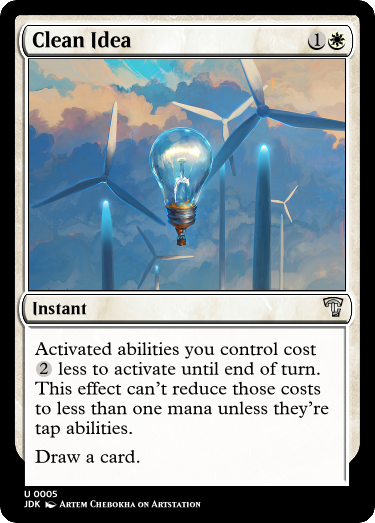 Clean Idea 1
Instant
Activated abilities you control cost
2 less to activate until end of turn.
This effect can't reduce those costs
to less than one mana unless they're
tap abilities.
Draw a card.
U 0005
JDK Artem Chebokha on Artstation